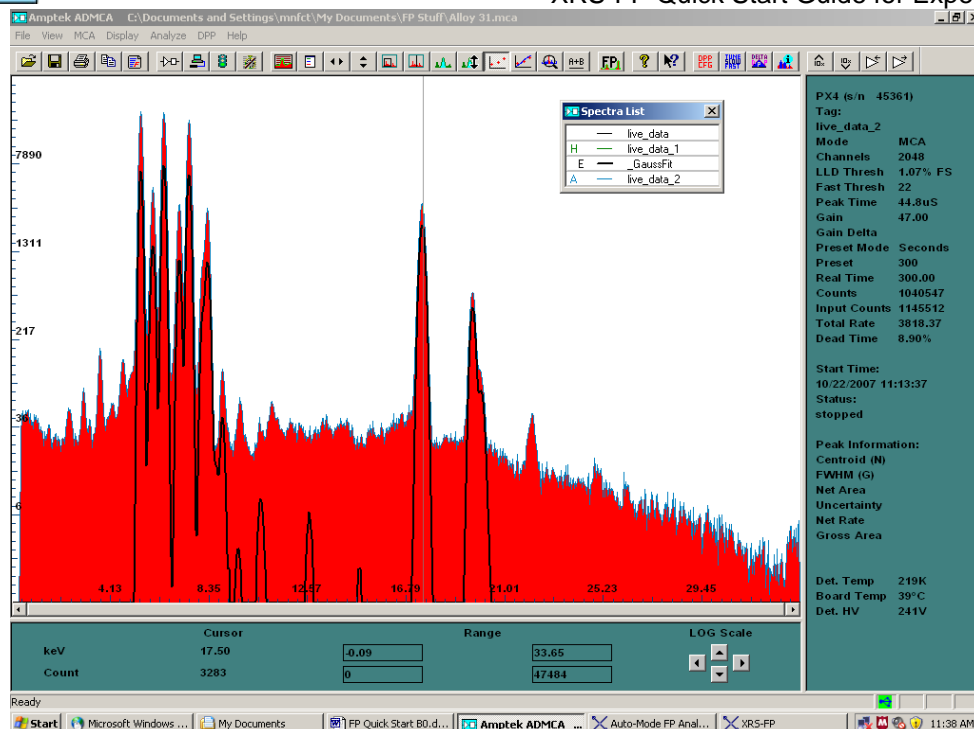 XRS-FP Quick Start Guide for Expe
Amptek ADMCA C:\Documents and Settings\mnfct\My Documents\FP Stuff\Alloy 31.mca
File View MCA Display Analyze DPP Help
Spectra List
live_data
H live_data_1
E _GaussFit
A live_data_2
7890
1311
217
36
6
4.13 8.35 12.57 16.79 21.01 25.23 29.45
PX4 (s/n 45361)
Tag:
live_data_2
Mode MCA
Channels 2048
LLD Thresh 1.07% FS
Fast Thresh 22
Peak Time 44.8uS
Gain 47.00
Gain Delta
Preset Mode Seconds
Preset 300
Real Time 300.00
Counts 1040547
Input Counts 1145512
Total Rate 3818.37
Dead Time 8.90%
Start Time:
10/22/2007 11:13:37
Status:
stopped
Peak Information:
Centroid (N)
FWHM (G)
Net Area
Uncertainty
Net Rate
Gross Area
Det. Temp 219K
Board Temp 39°C
Det. HV 241V
Cursor Range LOG Scale
keV 17.50 -0.09 33.65
Count 3283 0 47484
Ready
Start Microsoft Windows ... My Documents FP Quick Start B0.d... Amptek ADMCA ... Auto-Mode FP Anal... XRS-FP 11:38 AM